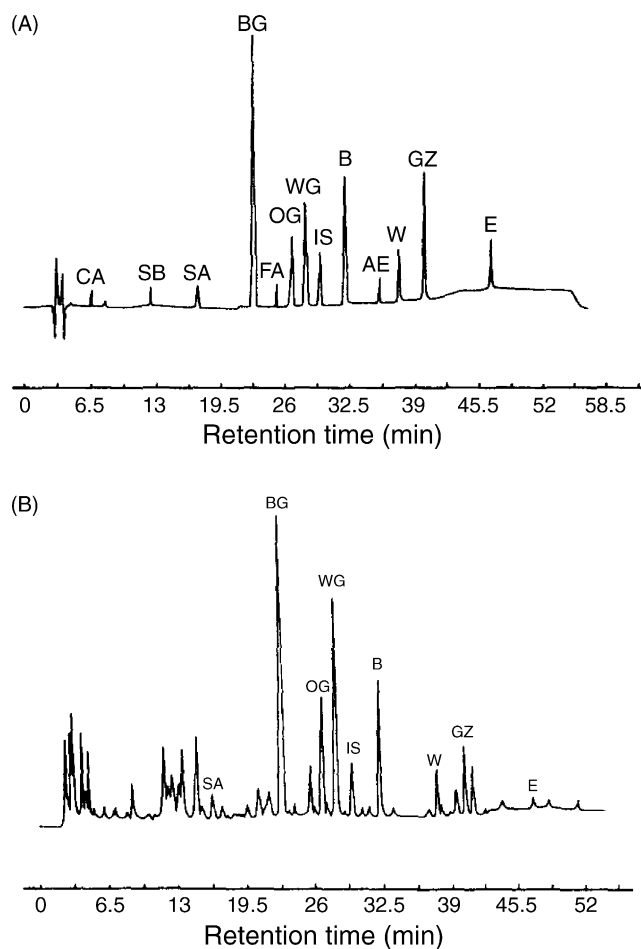 (A)
BG
B
GZ
WG
OG
E
IS
W
FA
AE
CA
SB
SA
0 6.5 13 19.5 26 32.5 39 45.5 52 58.5
Retention time (min)
(B)
BG
WG
B
OG
GZ
IS
W
SA
E
0 6.5 13 19.5 26 32.5 39 45.5 52
Retention time (min)